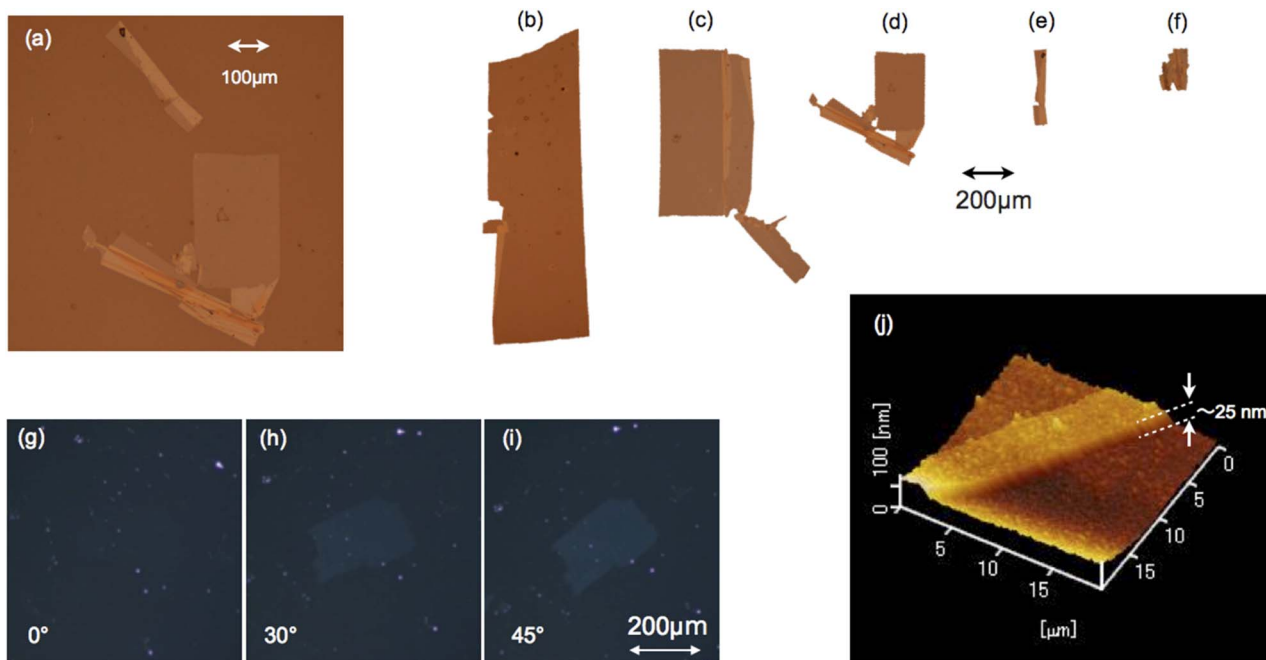 (a)
100μm
(b)
(c)
(d)
(e)
(f)
200μm
(g)
0°
(h)
30°
(i)
45°
200μm
(j)
~25 nm
100 [nm]
0
0
5
10
15
5
10
15
[μm]